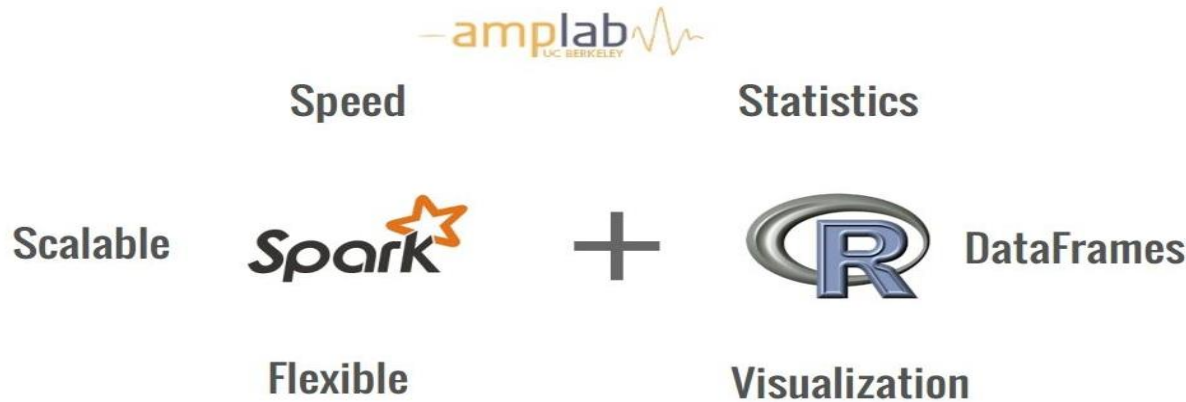 amplab
UC BERKELEY
Speed
Statistics
Scalable
Spark
+
R
DataFrames
Flexible
Visualization